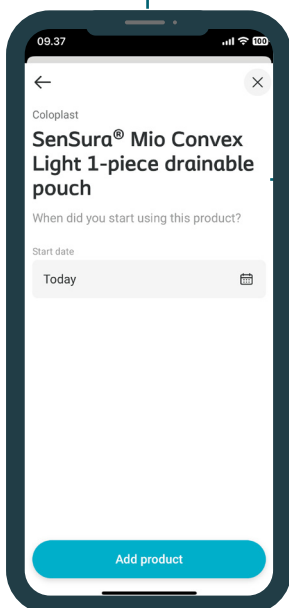 09.37
100
Coloplast
SenSura® Mio Convex
Light 1-piece drainable
pouch
When did you start using this product?
Start date
Today
Add product